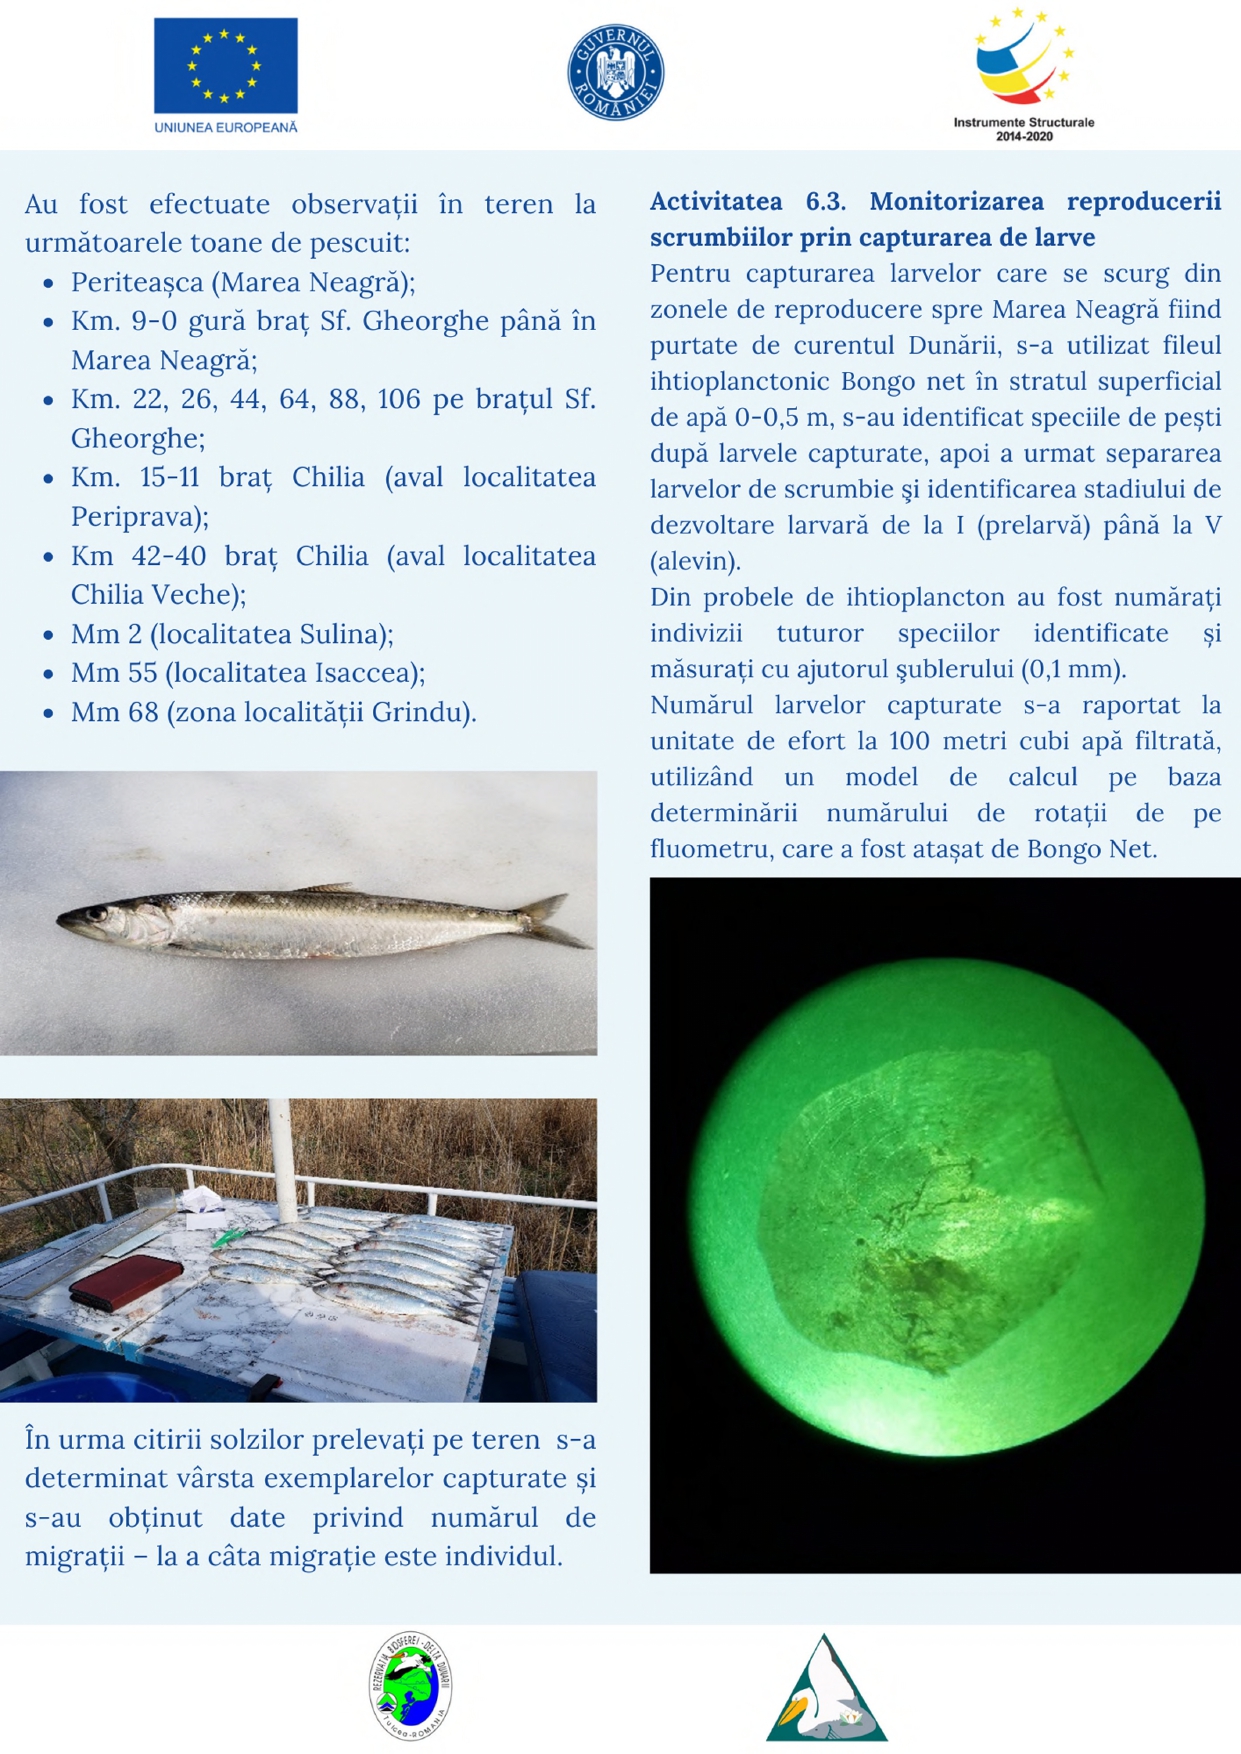 UNIUNEA EUROPEANĂ
GUVERNUL ROMÂNIEI
Instrumente Structurale
2014-2020
Au fost efectuate observații în teren la
următoarele toane de pescuit:
• Periteașca (Marea Neagră);
• Km. 9-0 gură braț Sf. Gheorghe până în
Marea Neagră;
• Km. 22, 26, 44, 64, 88, 106 pe brațul Sf.
Gheorghe;
• Km. 15-11 braț Chilia (aval localitatea
Periprava);
• Km 42-40 braț Chilia (aval localitatea
Chilia Veche);
• Mm 2 (localitatea Sulina);
• Mm 55 (localitatea Isaccea);
• Mm 68 (zona localității Grindu).
În urma citirii solzilor prelevați pe teren s-a
determinat vârsta exemplarelor capturate și
s-au obținut date privind numărul de
migrații – la a câta migrație este individul.
Activitatea 6.3. Monitorizarea reproducerii
scrumbiilor prin capturarea de larve
Pentru capturarea larvelor care se scurg din
zonele de reproducere spre Marea Neagră fiind
purtate de curentul Dunării, s-a utilizat fileul
ihtioplanctonic Bongo net în stratul superficial
de apă 0-0,5 m, s-au identificat speciile de pești
după larvele capturate, apoi a urmat separarea
larvelor de scrumbie şi identificarea stadiului de
dezvoltare larvară de la I (prelarvă) până la V
(alevin).
Din probele de ihtioplancton au fost numărați
indivizii tuturor speciilor identificate și
măsurați cu ajutorul şublerului (0,1 mm).
Numărul larvelor capturate s-a raportat la
unitate de efort la 100 metri cubi apă filtrată,
utilizând un model de calcul pe baza
determinării numărului de rotații de pe
fluometru, care a fost atașat de Bongo Net.
REZERVAȚIA BIOSFEREI - DELTA DUNĂRII
Tulcea-ROMANIA